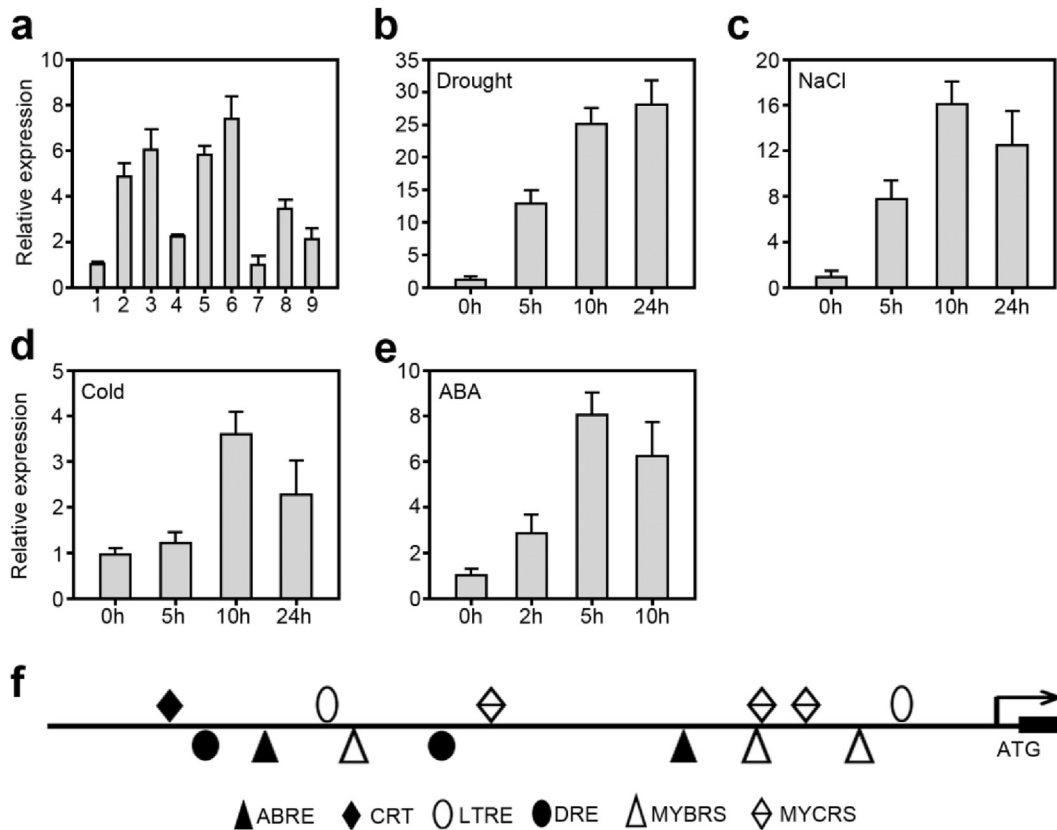 a
b
c
10
8
6
4
2
0
Relative expression
1 2 3 4 5 6 7 8 9
35
30
25
20
15
10
5
0
Drought
0h 5h 10h 24h
20
16
12
8
4
0
NaCl
0h 5h 10h 24h
d
e
5
4
3
2
1
0
Relative expression
Cold
0h 5h 10h 24h
10
8
6
4
2
0
ABA
0h 2h 5h 10h
f
ATG
ABRE CRT LTRE DRE MYBRS MYCRS